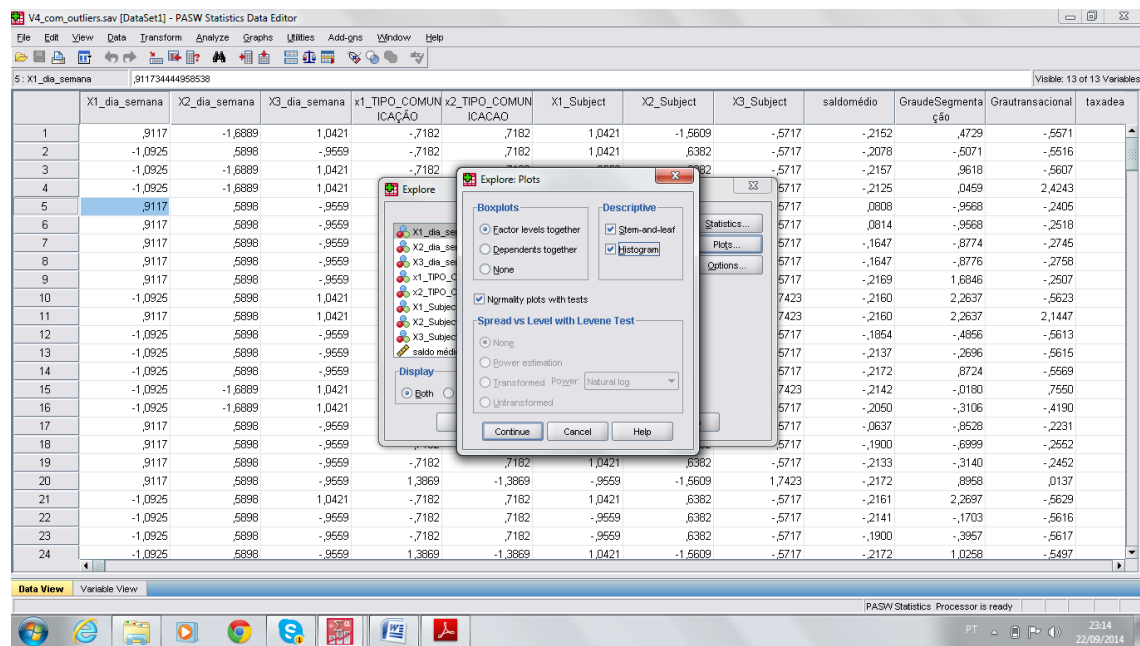 V4_com_outliers.sav [DataSet1] - PASW Statistics Data Editor
File Edit View Data Transform Analyze Graphs Utilities Add-ons Window Help
5 : X1_dia_semana ,911734444958538 Visible: 13 of 13 Variables
X1_dia_semana X2_dia_semana X3_dia_semana x1_TIPO_COMUNICAÇÃO x2_TIPO_COMUNICACAO X1_Subject X2_Subject X3_Subject saldomédio GraudeSegmentação Grautransacional taxadea
1 ,9117 -1,6889 1,0421 -,7182 ,7182 1,0421 -1,5609 -,5717 -,2152 ,4729 -,5571
2 -1,0925 ,5898 -,9559 -,7182 ,7182 1,0421 ,6382 -,5717 -,2078 -,5071 -,5516
3 -1,0925 -1,6889 1,0421 -,7182 -,5717 -,2157 ,9618 -,5607
4 -1,0925 -1,6889 1,0421 5717 -,2125 ,0459 2,4243
5 ,9117 ,5898 -,9559 5717 ,0808 -,9568 -,2405
6 ,9117 ,5898 -,9559 5717 ,0814 -,9568 -,2518
7 ,9117 ,5898 -,9559 5717 -,1647 -,8774 -,2745
8 ,9117 ,5898 -,9559 5717 -,1647 -,8776 -,2758
9 ,9117 ,5898 -,9559 5717 -,2169 1,6846 -,2507
10 -1,0925 ,5898 1,0421 7423 -,2160 2,2637 -,5623
11 ,9117 ,5898 1,0421 7423 -,2160 2,2637 2,1447
12 -1,0925 ,5898 -,9559 5717 -,1854 -,4856 -,5613
13 -1,0925 ,5898 -,9559 5717 -,2137 -,2696 -,5615
14 -1,0925 ,5898 -,9559 5717 -,2172 ,8724 -,5569
15 -1,0925 -1,6889 1,0421 7423 -,2142 -,0180 ,7550
16 -1,0925 -1,6889 1,0421 5717 -,2050 -,3106 -,4190
17 ,9117 ,5898 -,9559 5717 -,0637 -,8528 -,2231
18 ,9117 ,5898 -,9559 5717 -,1900 -,6999 -,2552
19 ,9117 ,5898 -,9559 -,7182 ,7182 1,0421 ,6382 -,5717 -,2133 -,3140 -,2452
20 ,9117 ,5898 -,9559 1,3869 -1,3869 -,9559 -1,5609 1,7423 -,2172 ,8958 ,0137
21 -1,0925 ,5898 1,0421 -,7182 ,7182 1,0421 ,6382 -,5717 -,2161 2,2697 -,5629
22 -1,0925 ,5898 -,9559 -,7182 ,7182 -,9559 ,6382 -,5717 -,2141 -,1703 -,5616
23 -1,0925 ,5898 -,9559 -,7182 ,7182 -,9559 ,6382 -,5717 -,1900 -,3957 -,5617
24 -1,0925 ,5898 -,9559 1,3869 -1,3869 1,0421 -1,5609 -,5717 -,2172 1,0258 -,5497
Explore
X1_dia_se
X2_dia_se
X3_dia_se
x1_TIPO_C
x2_TIPO_
X1_Subjec
X2_Subjec
X3_Subjec
saldo médi
Display
Both
Statistics...
Plots...
Options...
Explore: Plots
Boxplots
Factor levels together
Dependents together
None
Descriptive
Stem-and-leaf
Histogram
Normality plots with tests
Spread vs Level with Levene Test
None
Power estimation
Transformed Power: Natural log
Untransformed
Continue Cancel Help
Data View Variable View
PASW Statistics Processor is ready
PT 23:14
22/09/2014